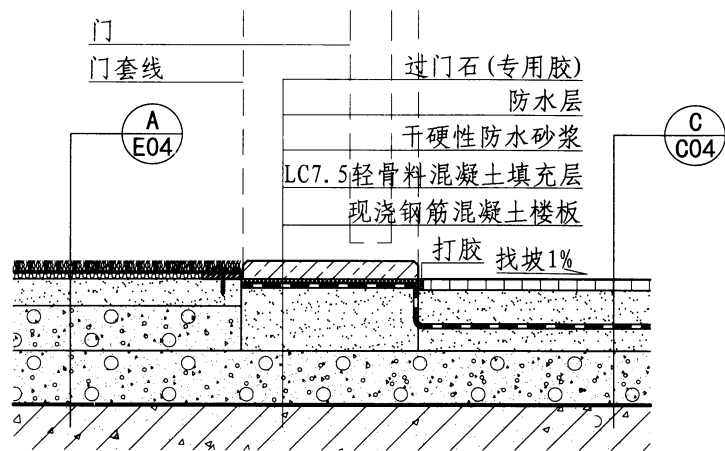 门
门套线
过门石(专用胶)
防水层
干硬性防水砂浆
LC7.5轻骨料混凝土填充层
现浇钢筋混凝土楼板
A
E04
C
C04
打胶
找坡1%